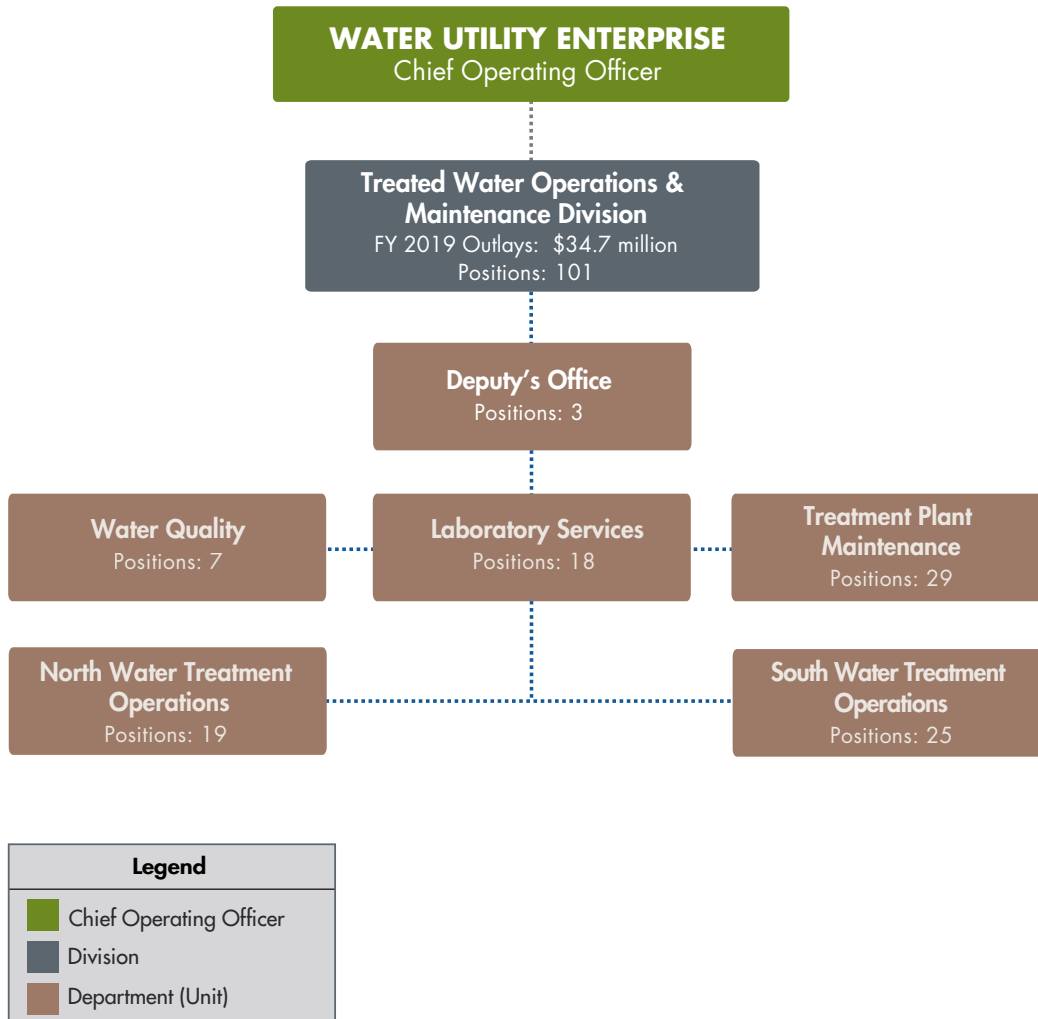 WATER UTILITY ENTERPRISE
Chief Operating Officer
Treated Water Operations &
Maintenance Division
FY 2019 Outlays: $34.7 million
Positions: 101
Deputy’s Office
Positions: 3
Water Quality
Positions: 7
Laboratory Services
Positions: 18
Treatment Plant
Maintenance
Positions: 29
North Water Treatment
Operations
Positions: 19
South Water Treatment
Operations
Positions: 25
Legend
Chief Operating Officer
Division
Department (Unit)